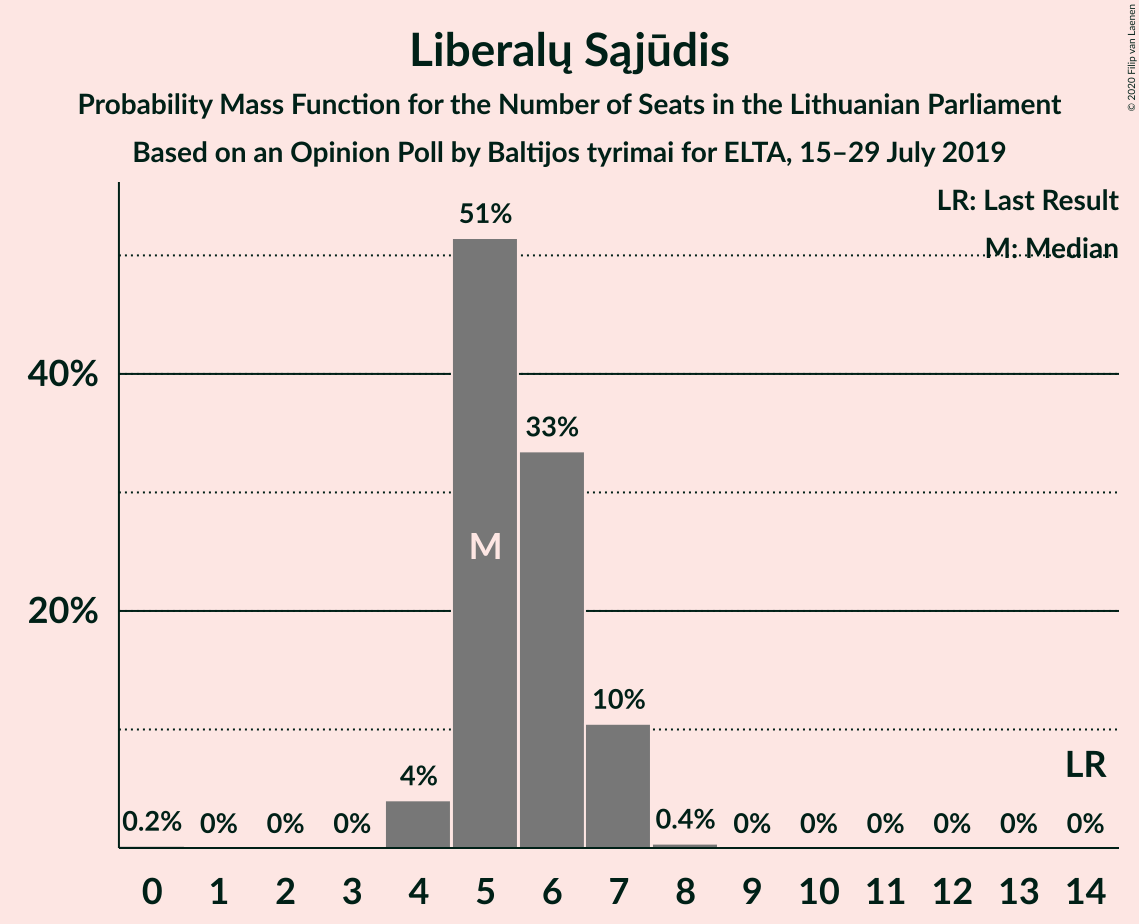 Liberalų Sąjūdis
Probability Mass Function for the Number of Seats in the Lithuanian Parliament
Based on an Opinion Poll by Baltijos tyrimai for ELTA, 15–29 July 2019
© 2020 Filip van Laenen
LR: Last Result
M: Median
51%
40%
33%
M
20%
10%
LR
4%
0.2% 0% 0% 0% 0.4% 0% 0% 0% 0% 0% 0%
0 1 2 3 4 5 6 7 8 9 10 11 12 13 14